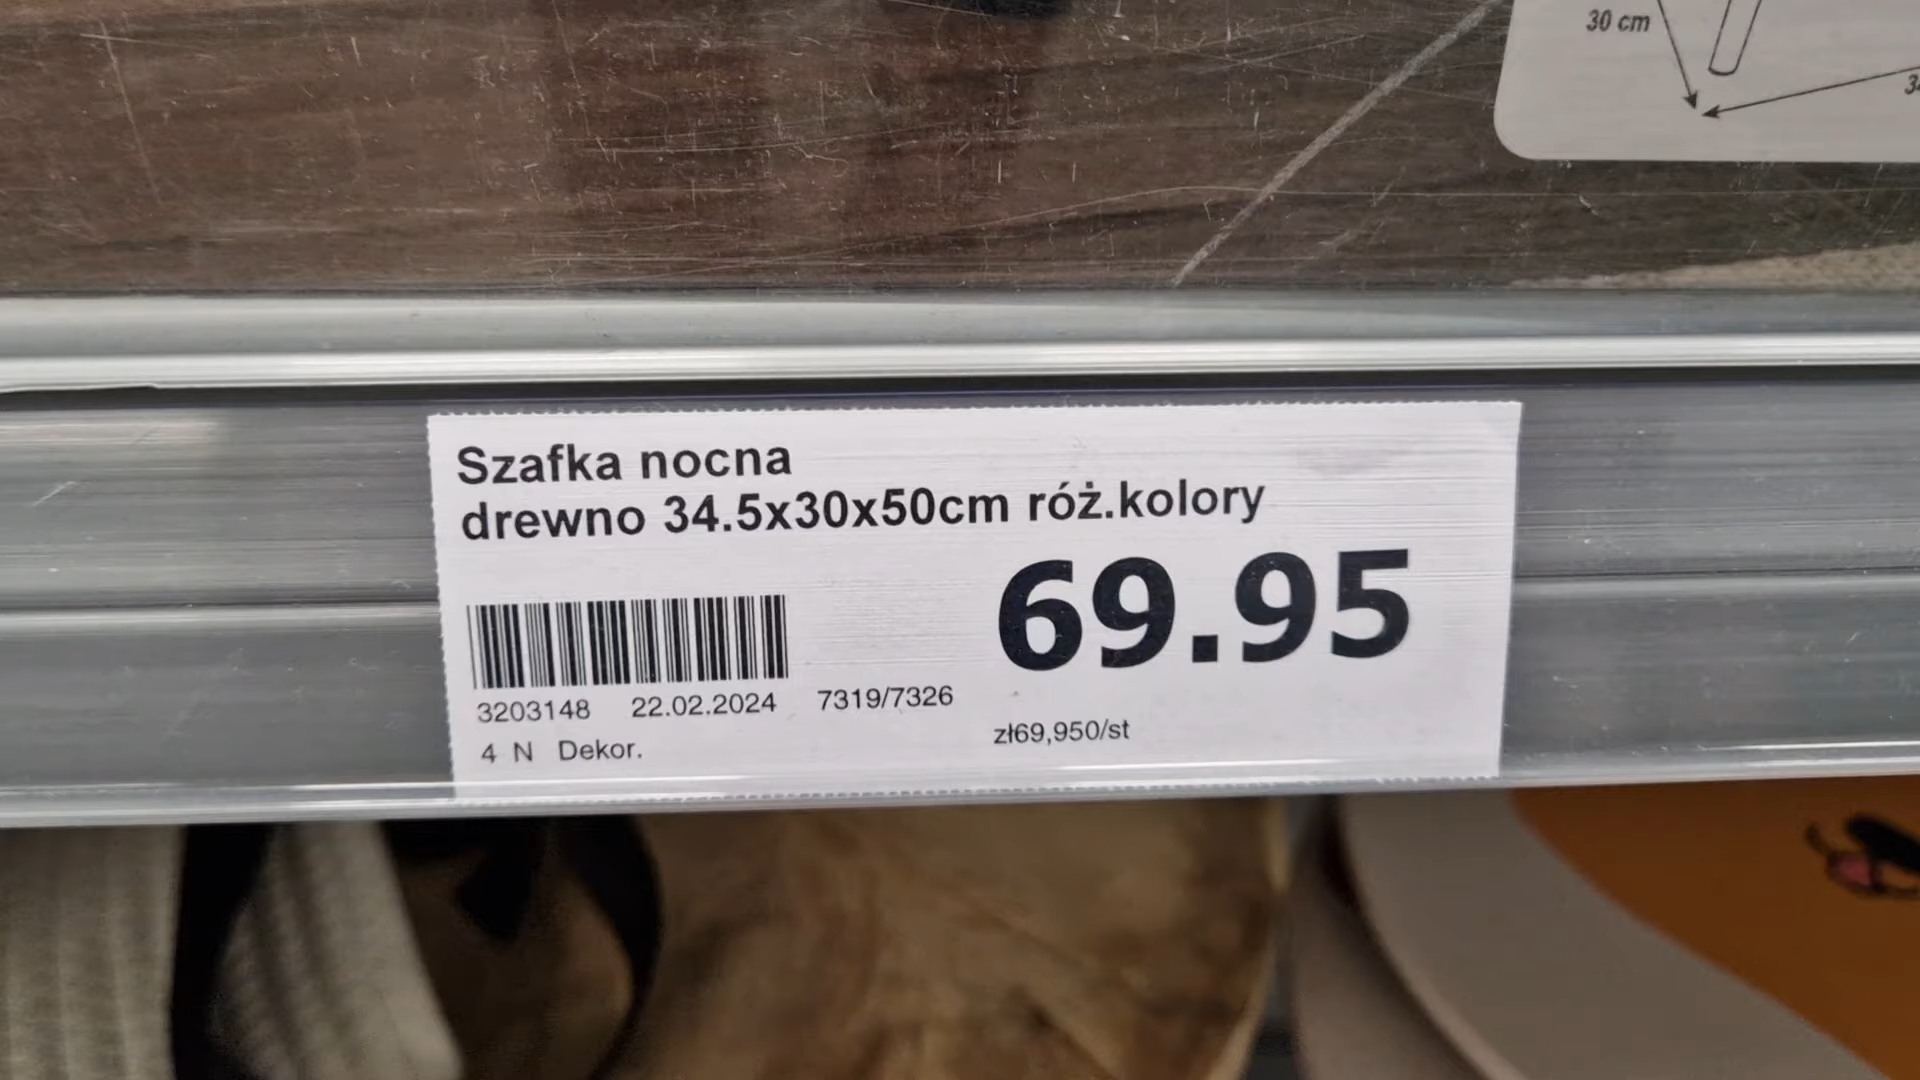 30 cm
Szafka nocna
drewno 34.5x30x50cm róż.kolory
69.95
3203148 22.02.2024 7319/7326
zł69,950/st
4 N Dekor.